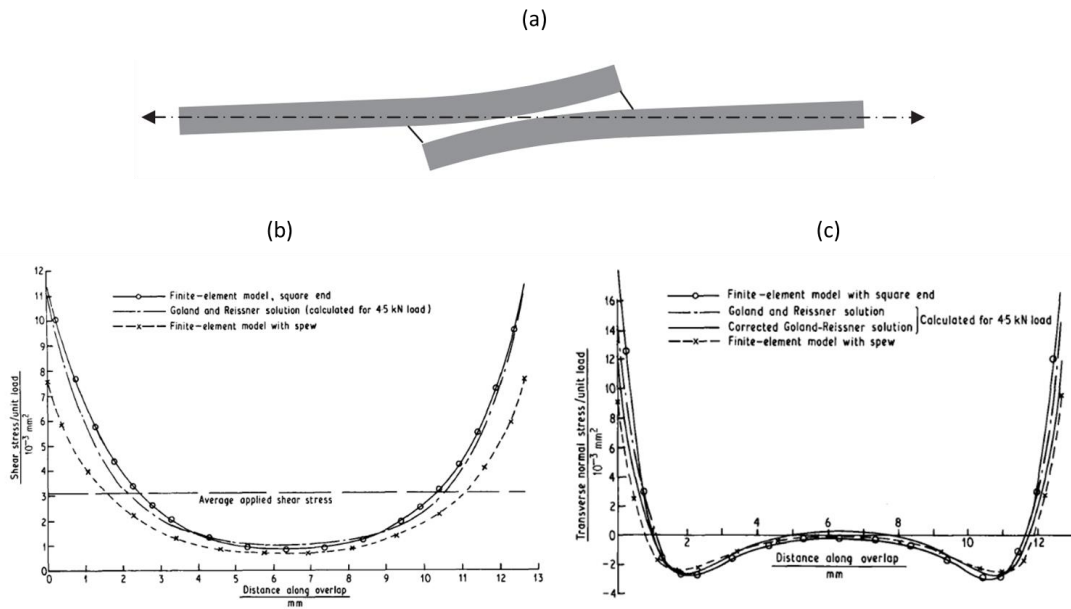 (a)
(b)
(c)
12
11
10
9
8
7
6
5
4
3
2
1
0
Shear stress/unit load
10⁻³ mm²
Finite-element model, square end
Goland and Reissner solution (calculated for 45 kN load)
Finite-element model with spew
Average applied shear stress
0 1 2 3 4 5 6 7 8 9 10 11 12 13
Distance along overlap
mm
16
14
12
10
8
6
4
2
0
-2
-4
Transverse normal stress/unit load
10⁻³ mm²
Finite-element model with square end
Goland and Reissner solution
Corrected Goland-Reissner solution
Calculated for 45 kN load
Finite-element model with spew
2 4 6 8 10 12
Distance along overlap
mm